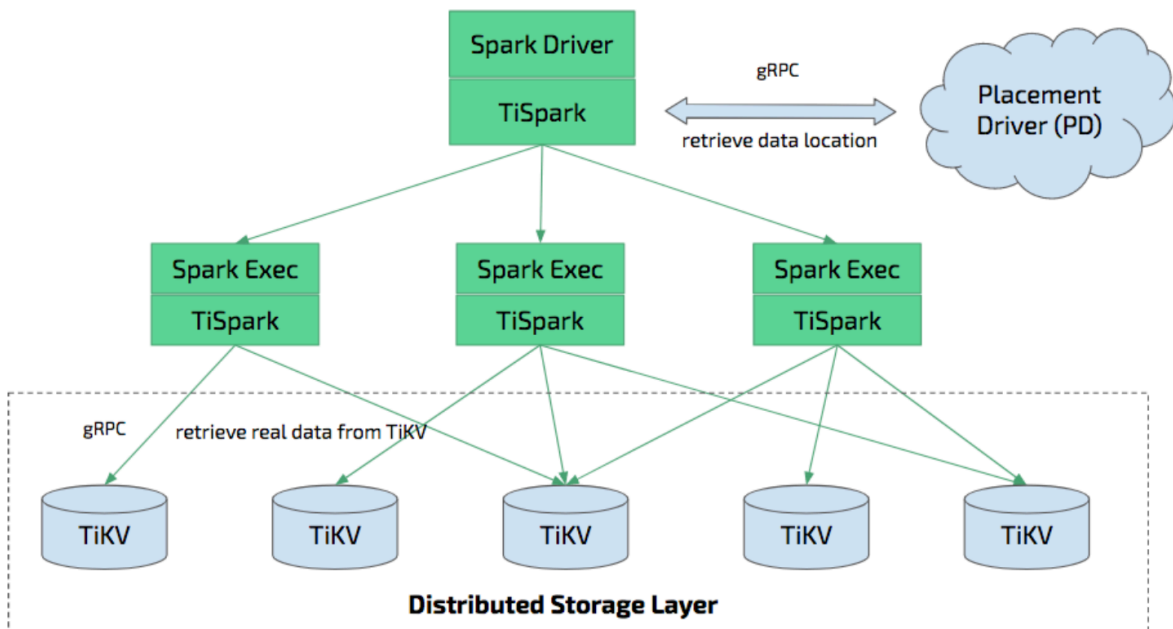 Spark Driver
TiSpark
gRPC
retrieve data location
Placement
Driver (PD)
Spark Exec
TiSpark
Spark Exec
TiSpark
Spark Exec
TiSpark
gRPC
retrieve real data from TiKV
TiKV
TiKV
TiKV
TiKV
TiKV
Distributed Storage Layer